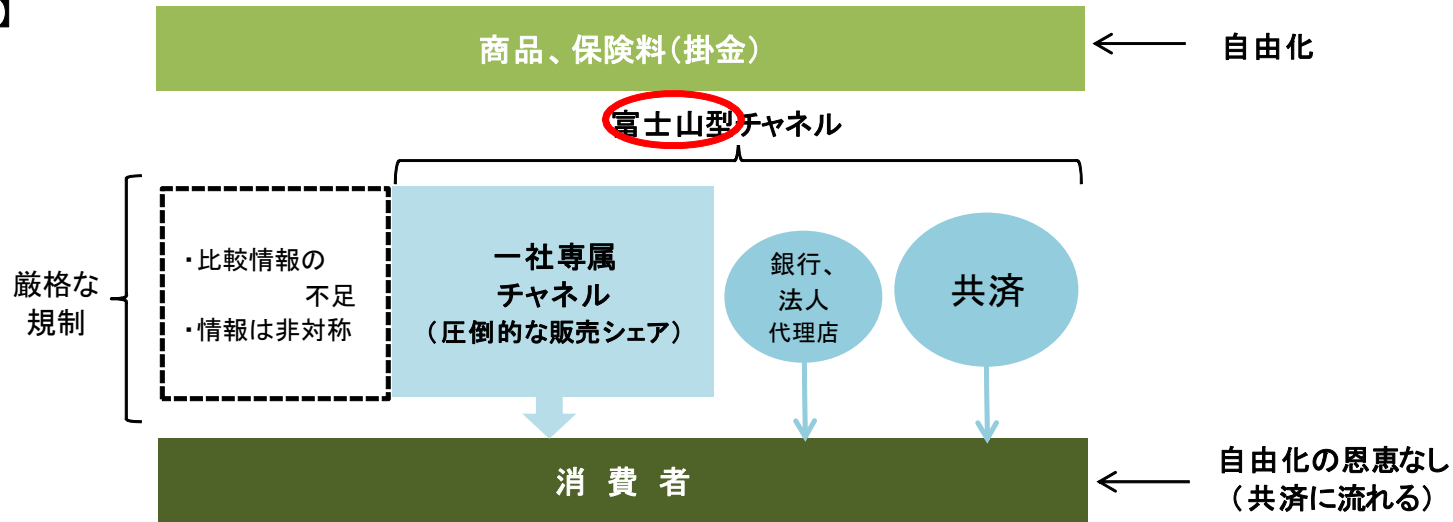 】
商品、保険料（掛金）
自由化
富士山型チャネル
厳格な
規制
・比較情報の
不足
・情報は非対称
一社専属
チャネル
（圧倒的な販売シェア）
銀行、
法人
代理店
共済
消 費 者
自由化の恩恵なし
（共済に流れる）